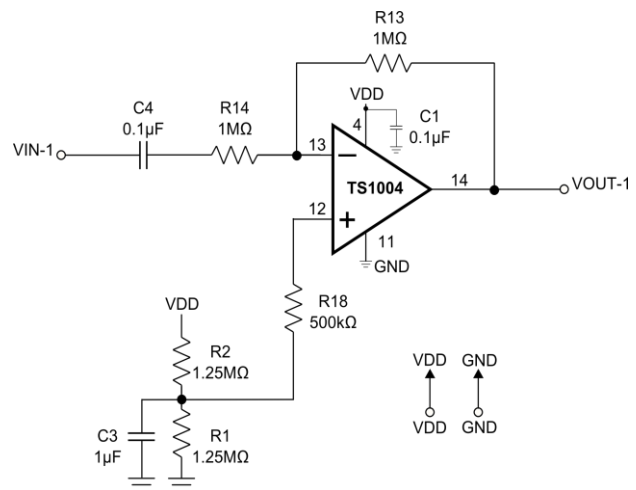 R13
1MΩ
VDD
C4
0.1µF
R14
1MΩ
4
C1
0.1µF
VIN-1
13
−
TS1004
14
VOUT-1
12
+
11
GND
R18
500kΩ
VDD
R2
1.25MΩ
C3
1µF
R1
1.25MΩ
VDD
GND
VDD
GND